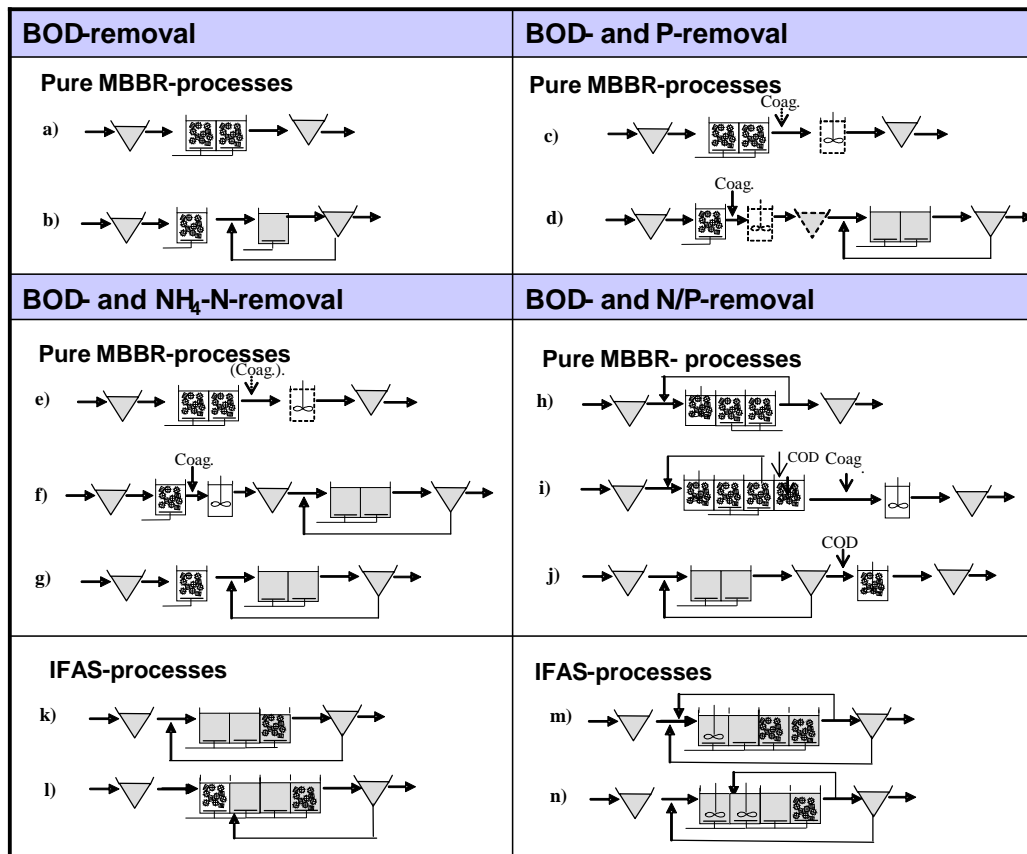 BOD-removal
Pure MBBR-processes
a)
b)
BOD- and P-removal
Pure MBBR-processes
Coag.
c)
Coag.
d)
BOD- and NH4-N-removal
Pure MBBR-processes
(Coag.).
e)
Coag.
f)
g)
IFAS-processes
k)
l)
BOD- and N/P-removal
Pure MBBR- processes
h)
COD Coag.
i)
COD
j)
IFAS-processes
m)
n)